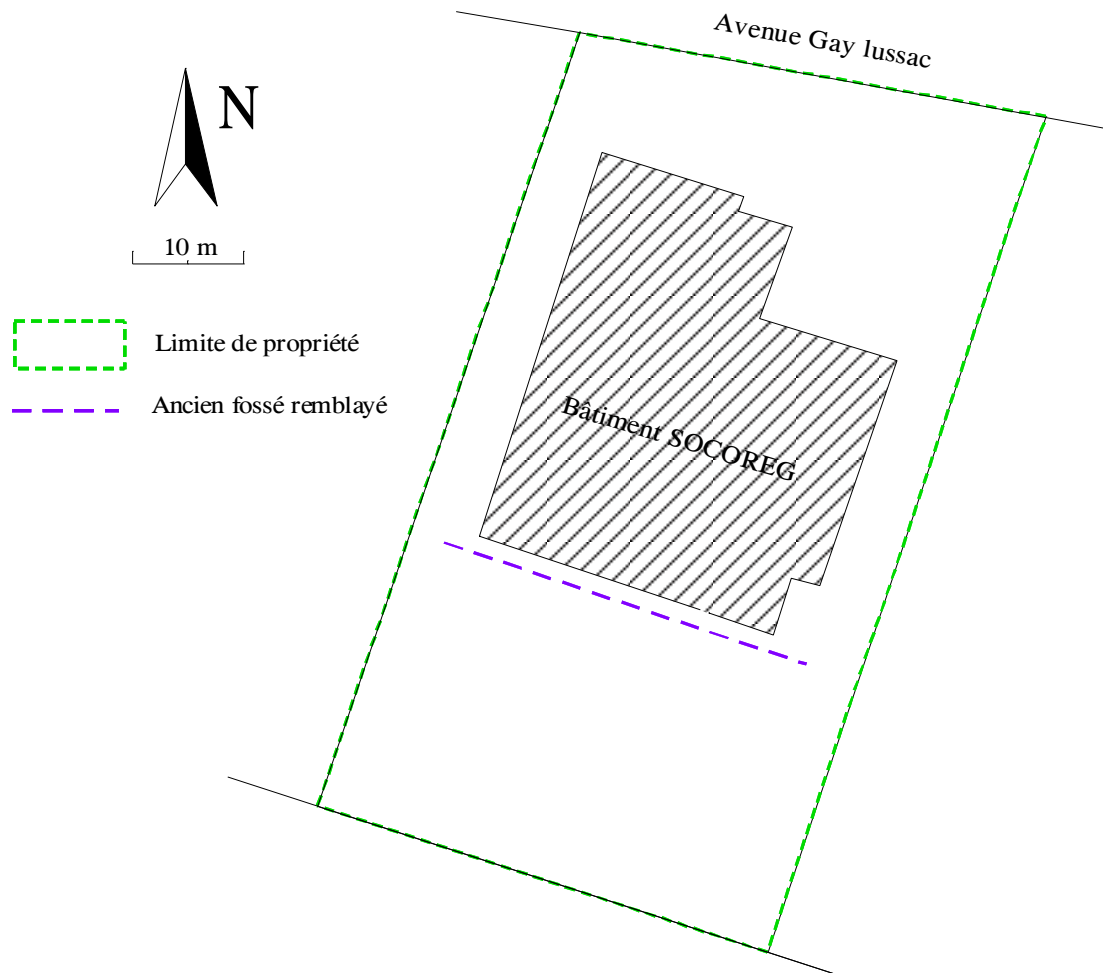 Avenue Gay lussac
N
10 m
Limite de propriété
Ancien fossé remblayé
Bâtiment SOCOREG